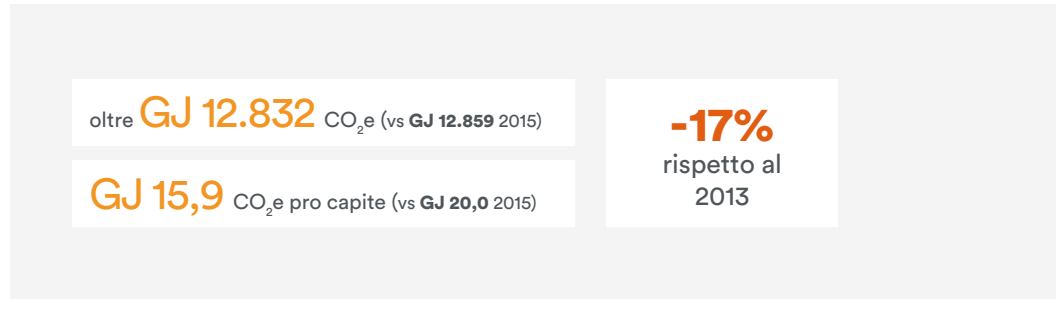 oltre GJ 12.832 CO₂e (vs GJ 12.859 2015)
GJ 15,9 CO₂e pro capite (vs GJ 20,0 2015)
-17%
rispetto al
2013